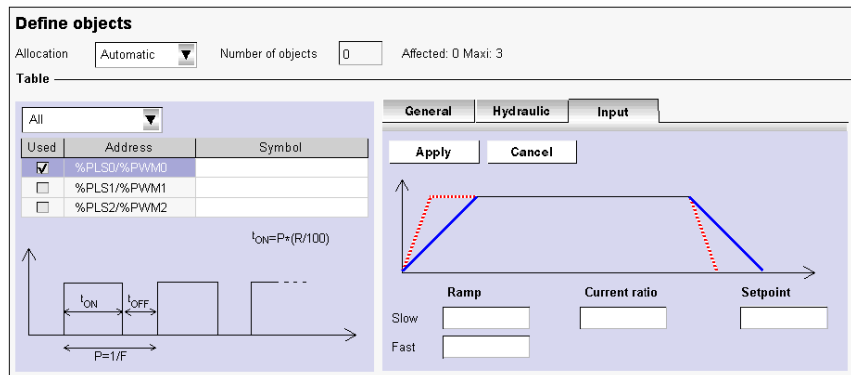 Define objects
Allocation Automatic Number of objects 0 Affected: 0 Maxi: 3
Table
All
Used Address Symbol
%PLS0/%PWM0
%PLS1/%PWM1
%PLS2/%PWM2
tON=P*(R/100)
tON tOFF
P=1/F
General Hydraulic Input
Apply Cancel
Ramp Current ratio Setpoint
Slow
Fast